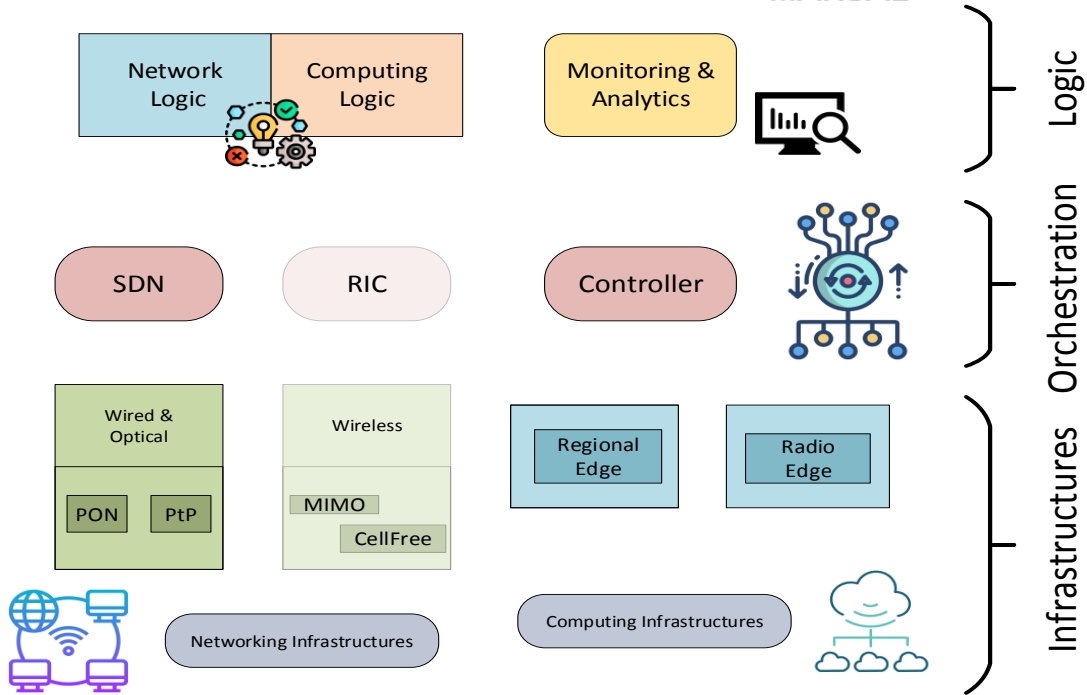 Network
Logic
Computing
Logic
Monitoring &
Analytics
Logic
SDN
RIC
Controller
Orchestration
Wired &
Optical
Wireless
Regional
Edge
Radio
Edge
PON
PtP
MIMO
CellFree
Infrastructures
Networking Infrastructures
Computing Infrastructures